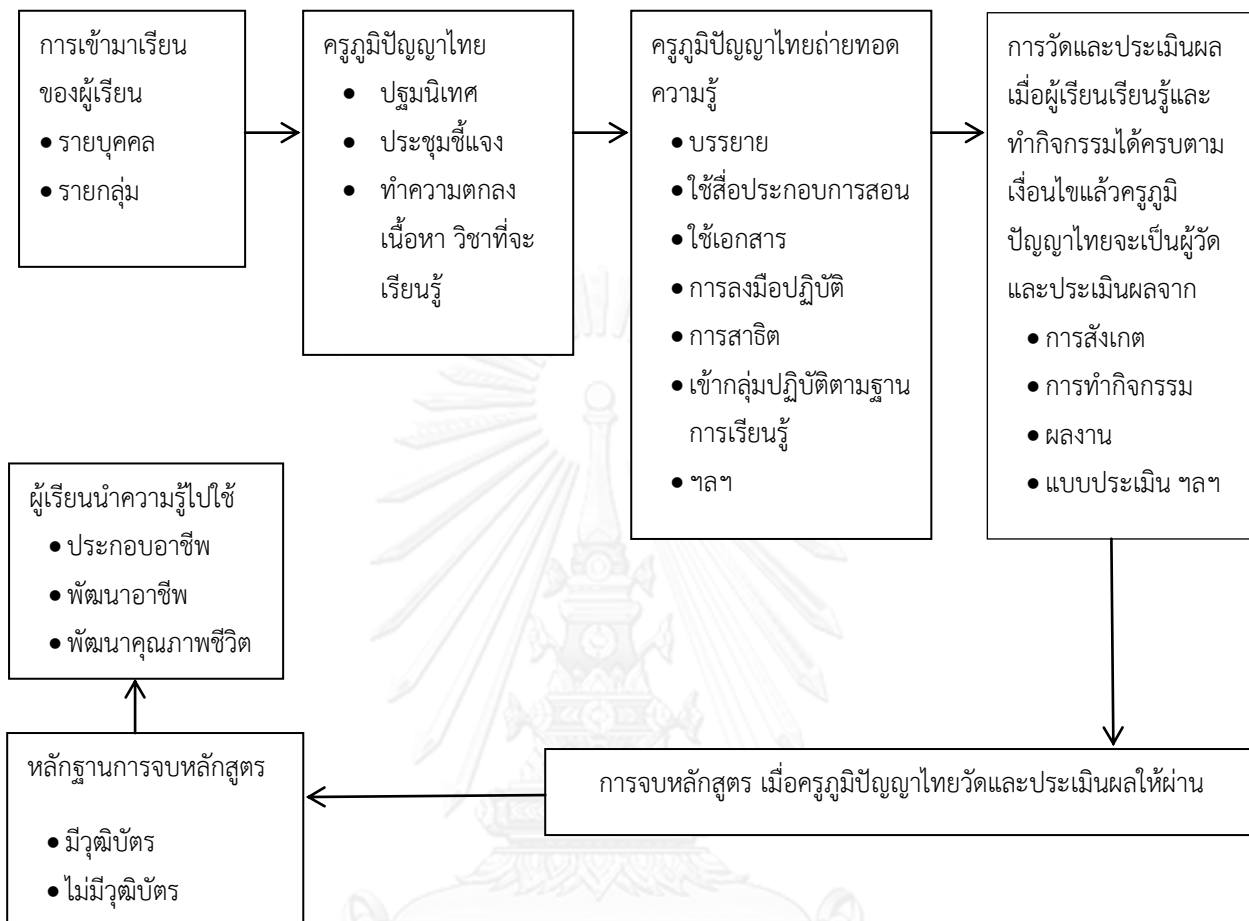 การเข้ามาเรียน
ของผู้เรียน
● รายบุคคล
● รายกลุ่ม
ครูภูมิปัญญาไทย
● ปฐมนิเทศ
● ประชุมชี้แจง
● ทำความตกลง
เนื้อหา วิชาที่จะ
เรียนรู้
ครูภูมิปัญญาไทยถ่ายทอด
ความรู้
● บรรยาย
● ใช้สื่อประกอบการสอน
● ใช้เอกสาร
● การลงมือปฏิบัติ
● การสาธิต
● เข้ากลุ่มปฏิบัติตามฐาน
การเรียนรู้
● ฯลฯ
การวัดและประเมินผล
เมื่อผู้เรียนเรียนรู้และ
ทำกิจกรรมได้ครบตาม
เงื่อนไขแล้วครูภูมิ
ปัญญาไทยจะเป็นผู้วัด
และประเมินผลจาก
● การสังเกต
● การทำกิจกรรม
● ผลงาน
● แบบประเมิน ฯลฯ
การจบหลักสูตร เมื่อครูภูมิปัญญาไทยวัดและประเมินผลให้ผ่าน
หลักฐานการจบหลักสูตร
● มีวุฒิบัตร
● ไม่มีวุฒิบัตร
ผู้เรียนนำความรู้ไปใช้
● ประกอบอาชีพ
● พัฒนาอาชีพ
● พัฒนาคุณภาพชีวิต